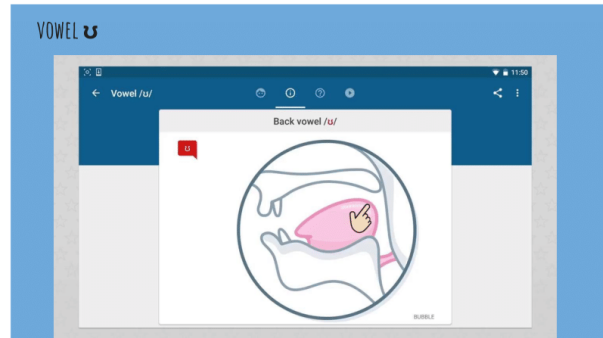 VOWEL ʊ
11:50
Vowel /u/
Back vowel /u/
ʊ
BUBBLE